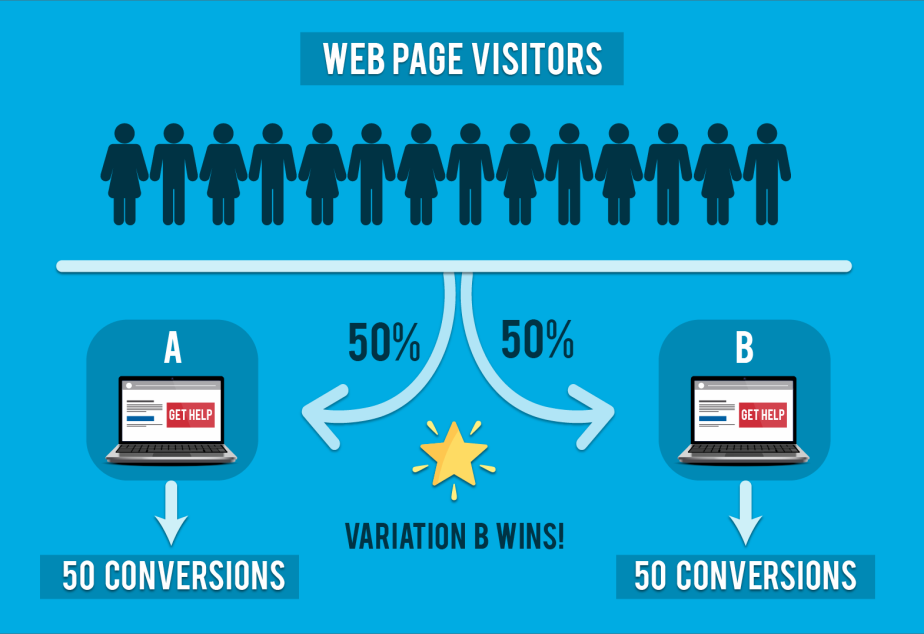 WEB PAGE VISITORS
50%
50%
A
B
GET HELP
GET HELP
VARIATION B WINS!
50 CONVERSIONS
50 CONVERSIONS